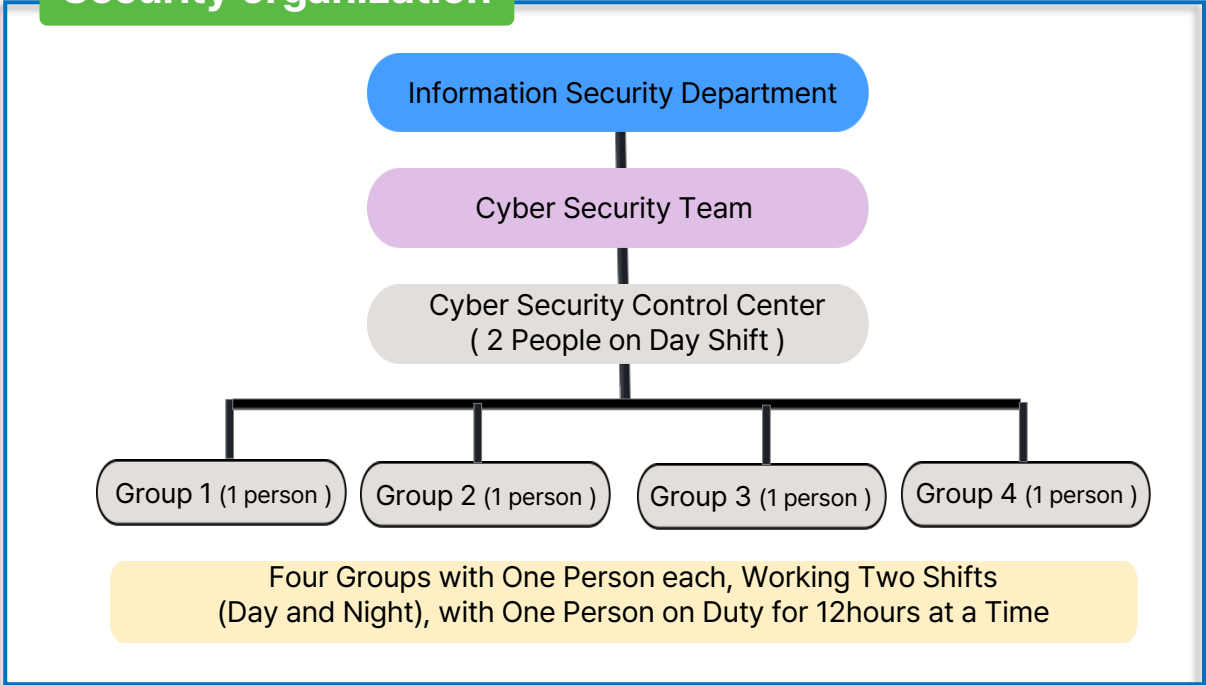 Security organization
Information Security Department
Cyber Security Team
Cyber Security Control Center
( 2 People on Day Shift )
Group 1 (1 person )
Group 2 (1 person )
Group 3 (1 person )
Group 4 (1 person )
Four Groups with One Person each, Working Two Shifts
(Day and Night), with One Person on Duty for 12hours at a Time